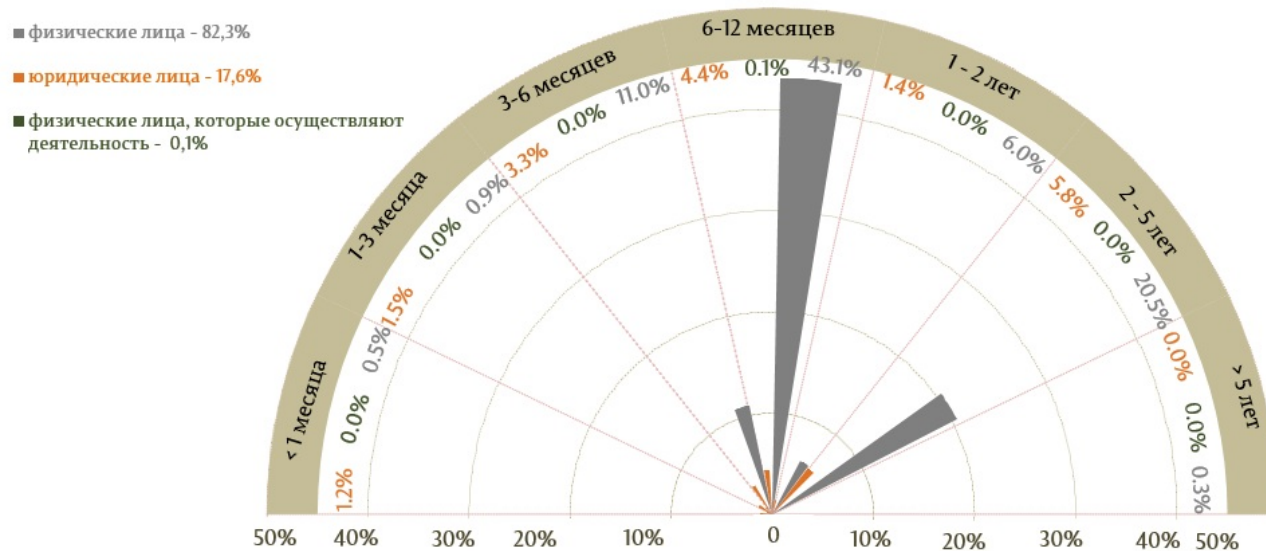 физические лица - 82,3%
юридические лица - 17,6%
физические лица, которые осуществляют
деятельность - 0,1%
< 1 месяца
1-3 месяца
3-6 месяцев
6-12 месяцев
1 - 2 лет
2 - 5 лет
> 5 лет
1.2%
0.0%
0.5%
1.5%
0.0%
0.9%
3.3%
0.0%
11.0%
4.4%
0.1%
43.1%
1.4%
0.0%
6.0%
5.8%
0.0%
20.5%
0.0%
0.0%
0.3%
50% 40% 30% 20% 10% 0 10% 20% 30% 40% 50%